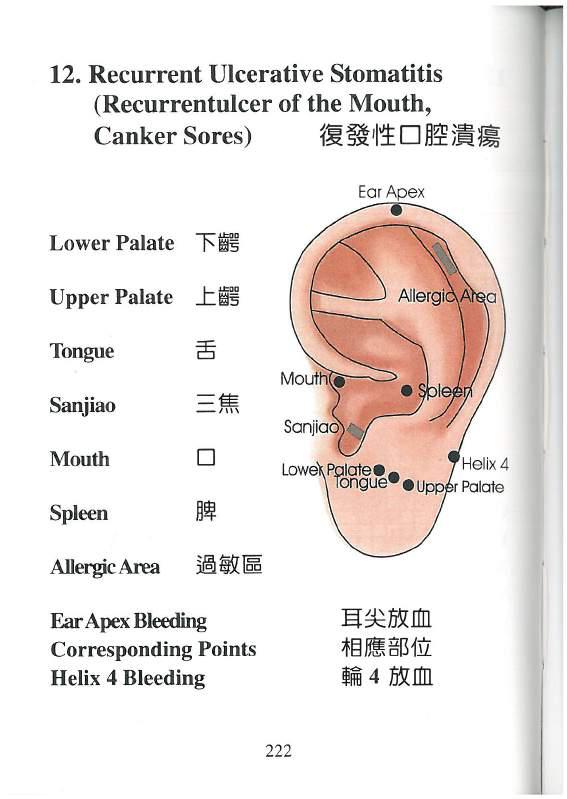 12. Recurrent Ulcerative Stomatitis
(Recurrentulcer of the Mouth,
Canker Sores) 復發性口腔潰瘍
Ear Apex
Lower Palate 下齶
Upper Palate 上齶
Allergic Area
Tongue 舌
Mouth
Spleen
Sanjiao 三焦
Sanjiao
Mouth 口
Helix 4
Lower Palate
Tongue
Upper Palate
Spleen 脾
Allergic Area 過敏區
Ear Apex Bleeding 耳尖放血
Corresponding Points 相應部位
Helix 4 Bleeding 輪 4 放血
222